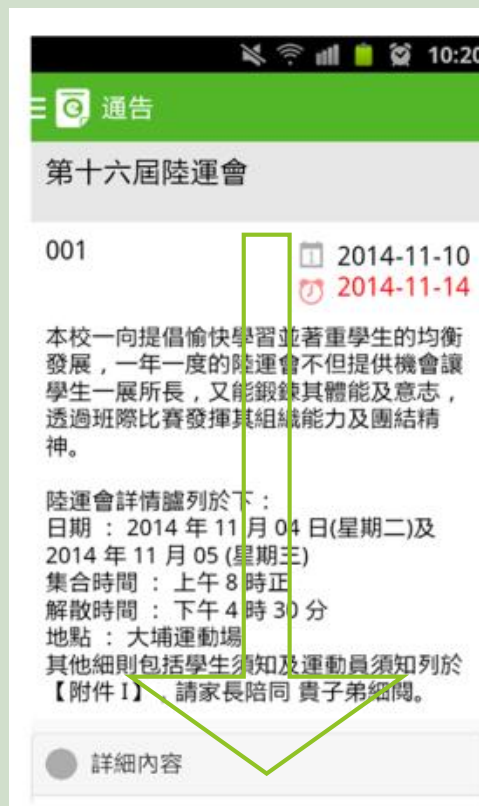 10:20
通告
第十六屆陸運會
001
2014-11-10
2014-11-14
本校一向提倡愉快學習並著重學生的均衡
發展，一年一度的陸運會不但提供機會讓
學生一展所長，又能鍛鍊其體能及意志，
透過班際比賽發揮其組織能力及團結精
神。
陸運會詳情臚列於下：
日期 ： 2014 年 11 月 04 日(星期二)及
2014 年 11 月 05 (星期三)
集合時間 ： 上午 8 時正
解散時間 ： 下午 4 時 30 分
地點 ： 大埔運動場
其他細則包括學生須知及運動員須知列於
【附件 I】，請家長陪同 貴子弟細閱。
詳細內容